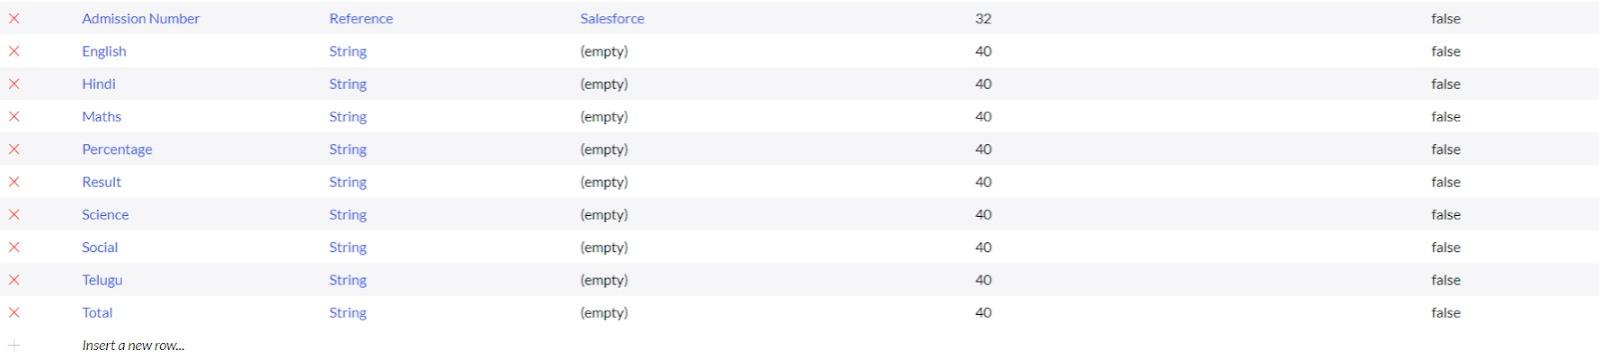 Admission Number Reference Salesforce 32 false
English String (empty) 40 false
Hindi String (empty) 40 false
Maths String (empty) 40 false
Percentage String (empty) 40 false
Result String (empty) 40 false
Science String (empty) 40 false
Social String (empty) 40 false
Telugu String (empty) 40 false
Total String (empty) 40 false
Insert a new row...